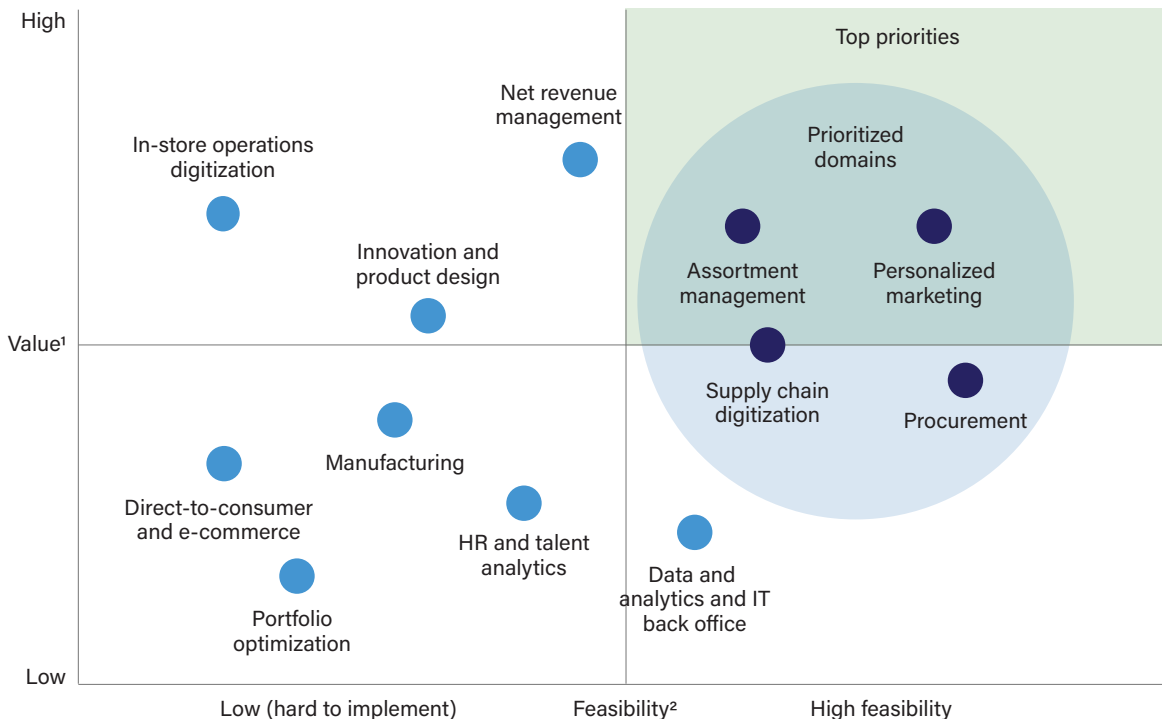 High
Top priorities
Net revenue
management
Prioritized
domains
In-store operations
digitization
Innovation and
product design
Assortment
management
Personalized
marketing
Value¹
Supply chain
digitization
Procurement
Manufacturing
Direct-to-consumer
and e-commerce
HR and talent
analytics
Data and
analytics and IT
back office
Portfolio
optimization
Low
Low (hard to implement)
Feasibility²
High feasibility